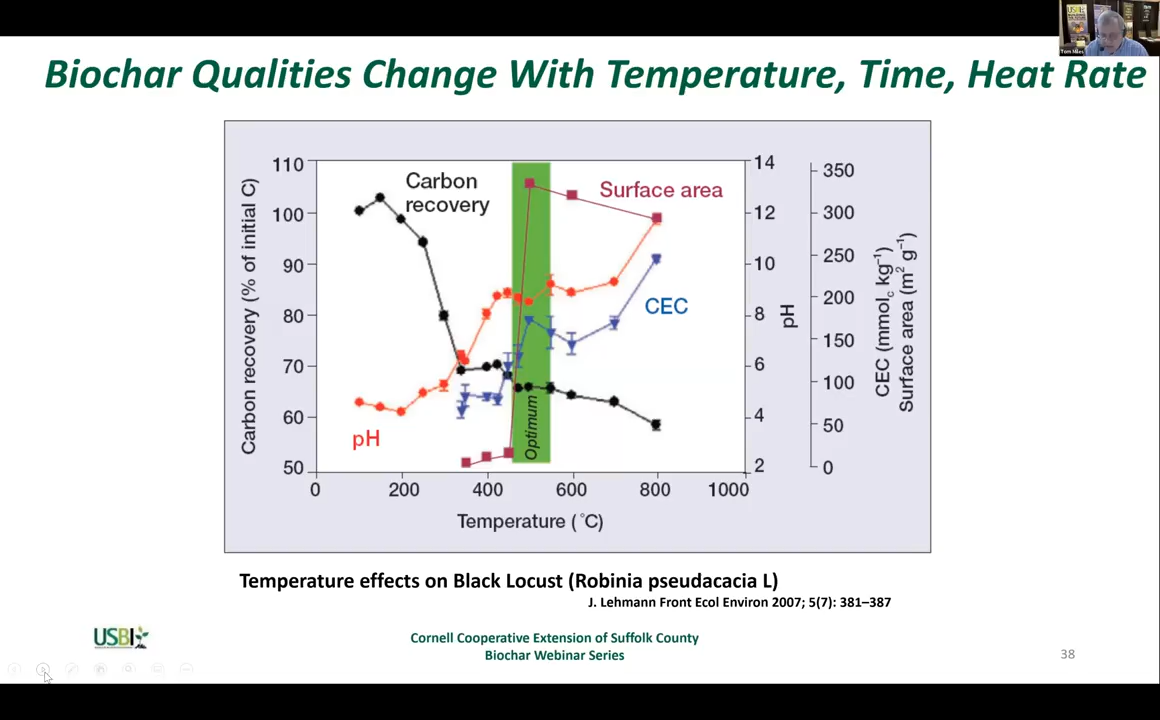 Tom Miles
Biochar Qualities Change With Temperature, Time, Heat Rate
Carbon recovery (% of initial C)
110
100
90
80
70
60
50
Carbon
recovery
Surface area
CEC
pH
Optimum
14
12
10
8
6
4
2
pH
350
300
250
200
150
100
50
0
CEC (mmolc kg−1)
Surface area (m2 g−1)
0 200 400 600 800 1000
Temperature (°C)
Temperature effects on Black Locust (Robinia pseudacacia L)
J. Lehmann Front Ecol Environ 2007; 5(7): 381–387
USBI
Cornell Cooperative Extension of Suffolk County
Biochar Webinar Series
38